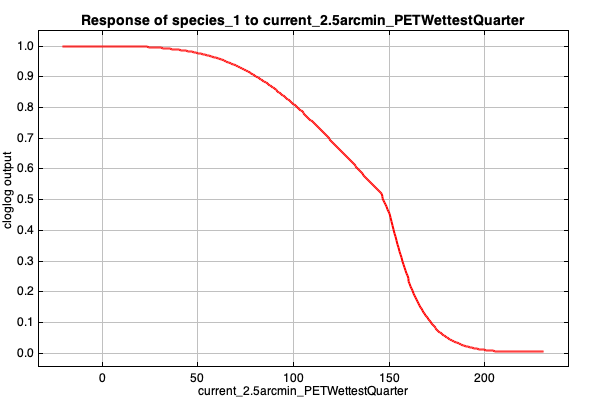 Response of species_1 to current_2.5arcmin_PETWettestQuarter
1.0
0.9
0.8
0.7
0.6
0.5
0.4
0.3
0.2
0.1
0.0
cloglog output
0 50 100 150 200
current_2.5arcmin_PETWettestQuarter